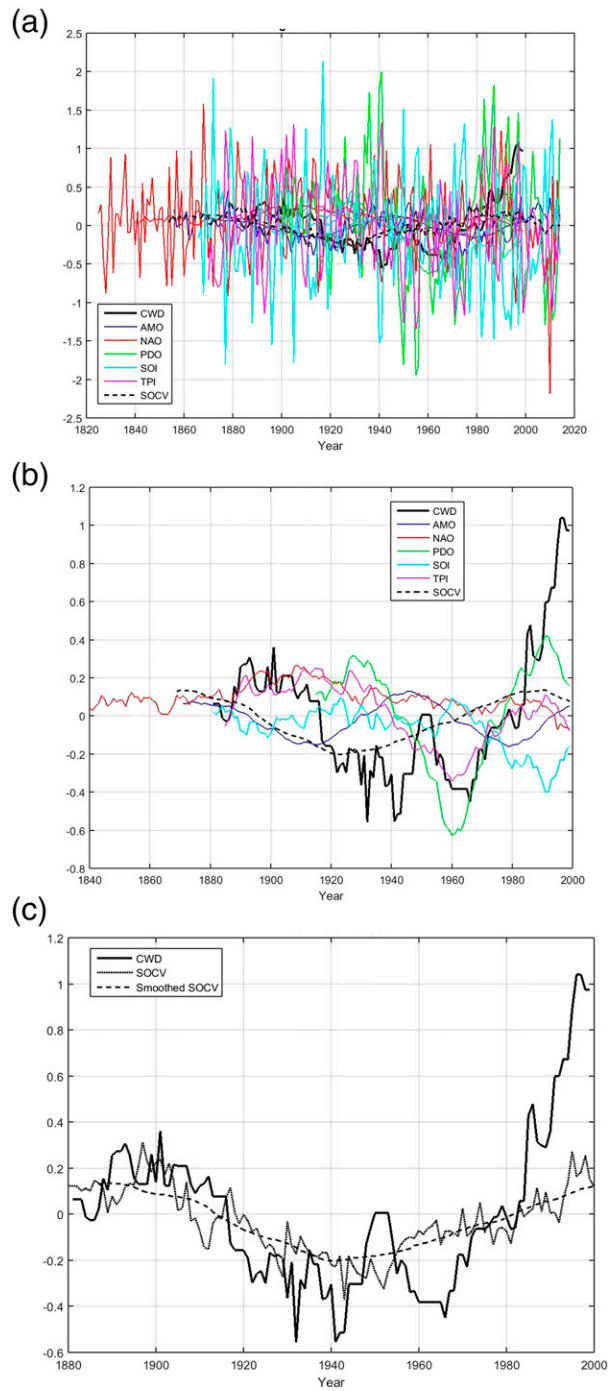 (a)
2.5
2
1.5
1
0.5
0
-0.5
-1
-1.5
-2
-2.5
CWD
AMO
NAO
PDO
SOI
TPI
SOCV
1820 1840 1860 1880 1900 1920 1940 1960 1980 2000 2020
Year
(b)
1.2
1
0.8
0.6
0.4
0.2
0
-0.2
-0.4
-0.6
-0.8
CWD
AMO
NAO
PDO
SOI
TPI
SOCV
1840 1860 1880 1900 1920 1940 1960 1980 2000
Year
(c)
1.2
1
0.8
0.6
0.4
0.2
0
-0.2
-0.4
-0.6
CWD
SOCV
Smoothed SOCV
1880 1900 1920 1940 1960 1980 2000
Year